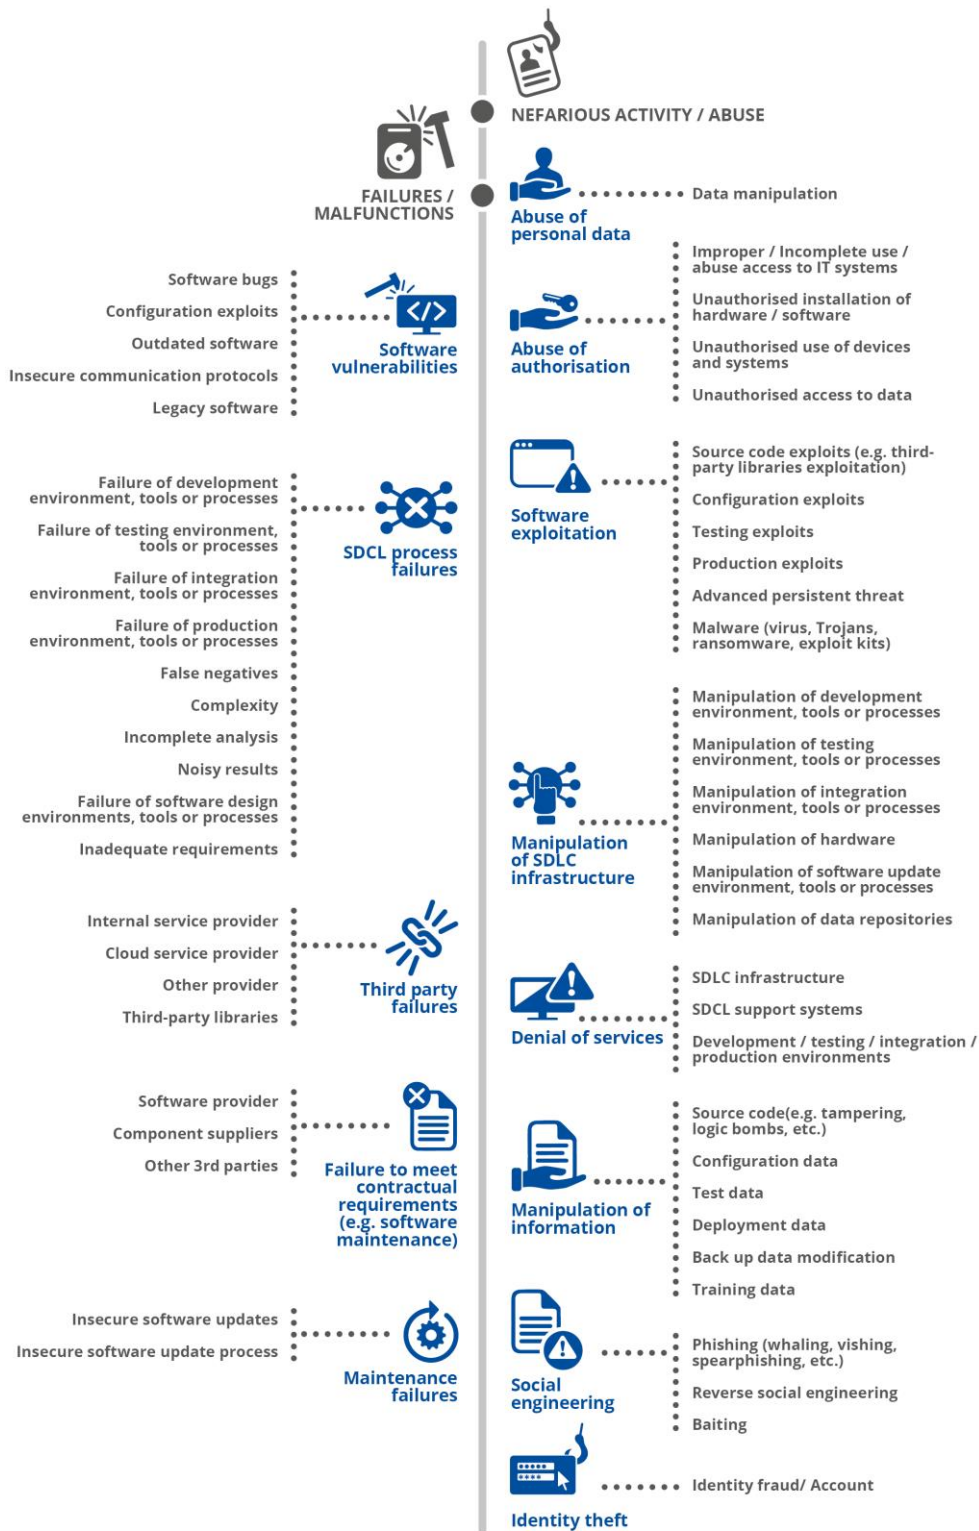 NEFARIOUS ACTIVITY / ABUSE
Abuse of
personal data
Data manipulation
Abuse of
authorisation
Improper / Incomplete use /
abuse access to IT systems
Unauthorised installation of
hardware / software
Unauthorised use of devices
and systems
Unauthorised access to data
Software
exploitation
Source code exploits (e.g. third-
party libraries exploitation)
Configuration exploits
Testing exploits
Production exploits
Advanced persistent threat
Malware (virus, Trojans,
ransomware, exploit kits)
Manipulation
of SDLC
infrastructure
Manipulation of development
environment, tools or processes
Manipulation of testing
environment, tools or processes
Manipulation of integration
environment, tools or processes
Manipulation of hardware
Manipulation of software update
environment, tools or processes
Manipulation of data repositories
Denial of services
SDLC infrastructure
SDCL support systems
Development / testing / integration /
production environments
Manipulation of
information
Source code(e.g. tampering,
logic bombs, etc.)
Configuration data
Test data
Deployment data
Back up data modification
Training data
Social
engineering
Phishing (whaling, vishing,
spearphishing, etc.)
Reverse social engineering
Baiting
Identity theft
Identity fraud/ Account
FAILURES /
MALFUNCTIONS
Software
vulnerabilities
Software bugs
Configuration exploits
Outdated software
Insecure communication protocols
Legacy software
SDCL process
failures
Failure of development
environment, tools or processes
Failure of testing environment,
tools or processes
Failure of integration
environment, tools or processes
Failure of production
environment, tools or processes
False negatives
Complexity
Incomplete analysis
Noisy results
Failure of software design
environments, tools or processes
Inadequate requirements
Third party
failures
Internal service provider
Cloud service provider
Other provider
Third-party libraries
Failure to meet
contractual
requirements
(e.g. software
maintenance)
Software provider
Component suppliers
Other 3rd parties
Maintenance
failures
Insecure software updates
Insecure software update process